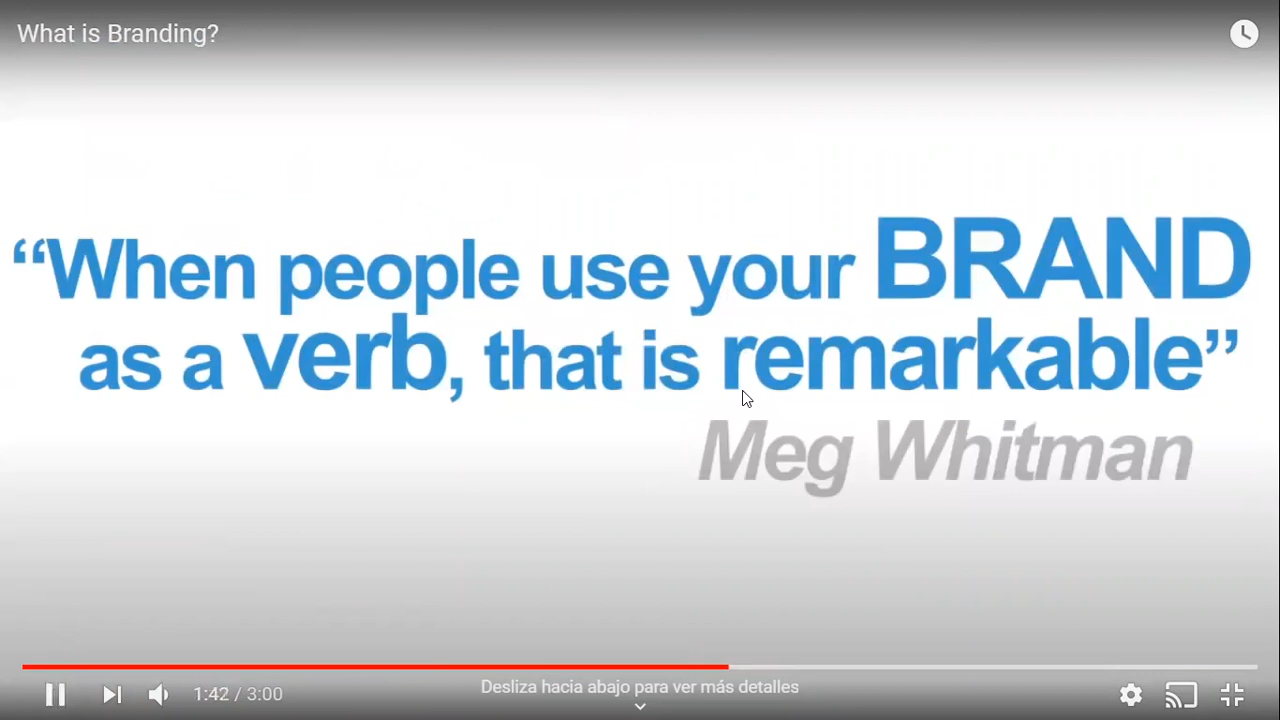 What is Branding?
“When people use your BRAND
as a verb, that is remarkable”
Meg Whitman
1:42 / 3:00
Desliza hacia abajo para ver más detalles